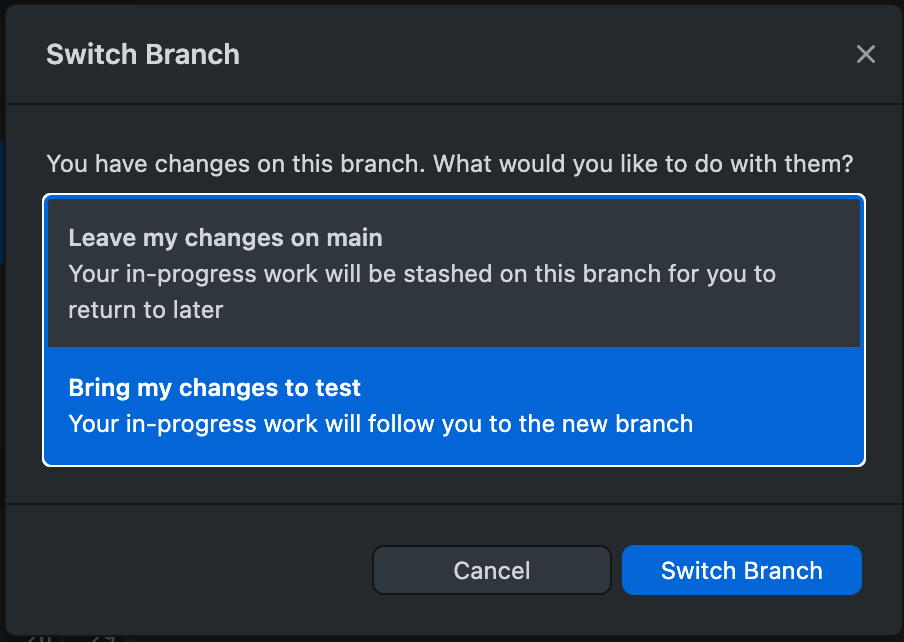 Switch Branch
You have changes on this branch. What would you like to do with them?
Leave my changes on main
Your in-progress work will be stashed on this branch for you to
return to later
Bring my changes to test
Your in-progress work will follow you to the new branch
Cancel
Switch Branch